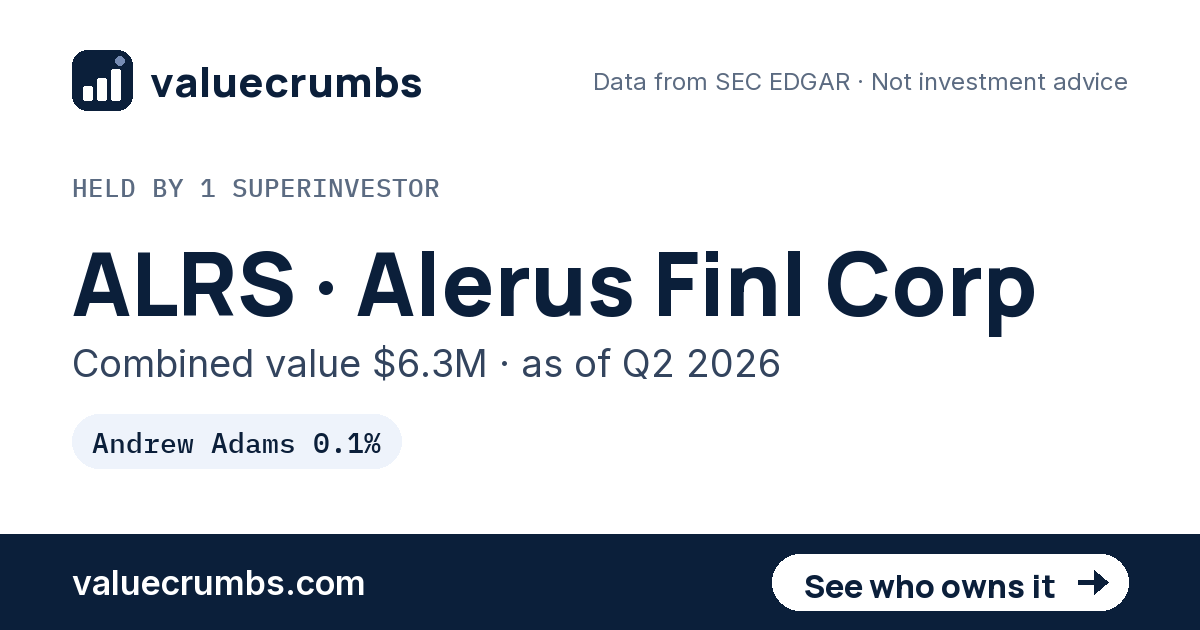 valuecrumbs
Data from SEC EDGAR · Not investment advice
HELD BY 1 SUPERINVESTOR
ALRS · Alerus Finl Corp
Combined value $6.3M · as of Q2 2026
Andrew Adams 0.1%
valuecrumbs.com
See who owns it →